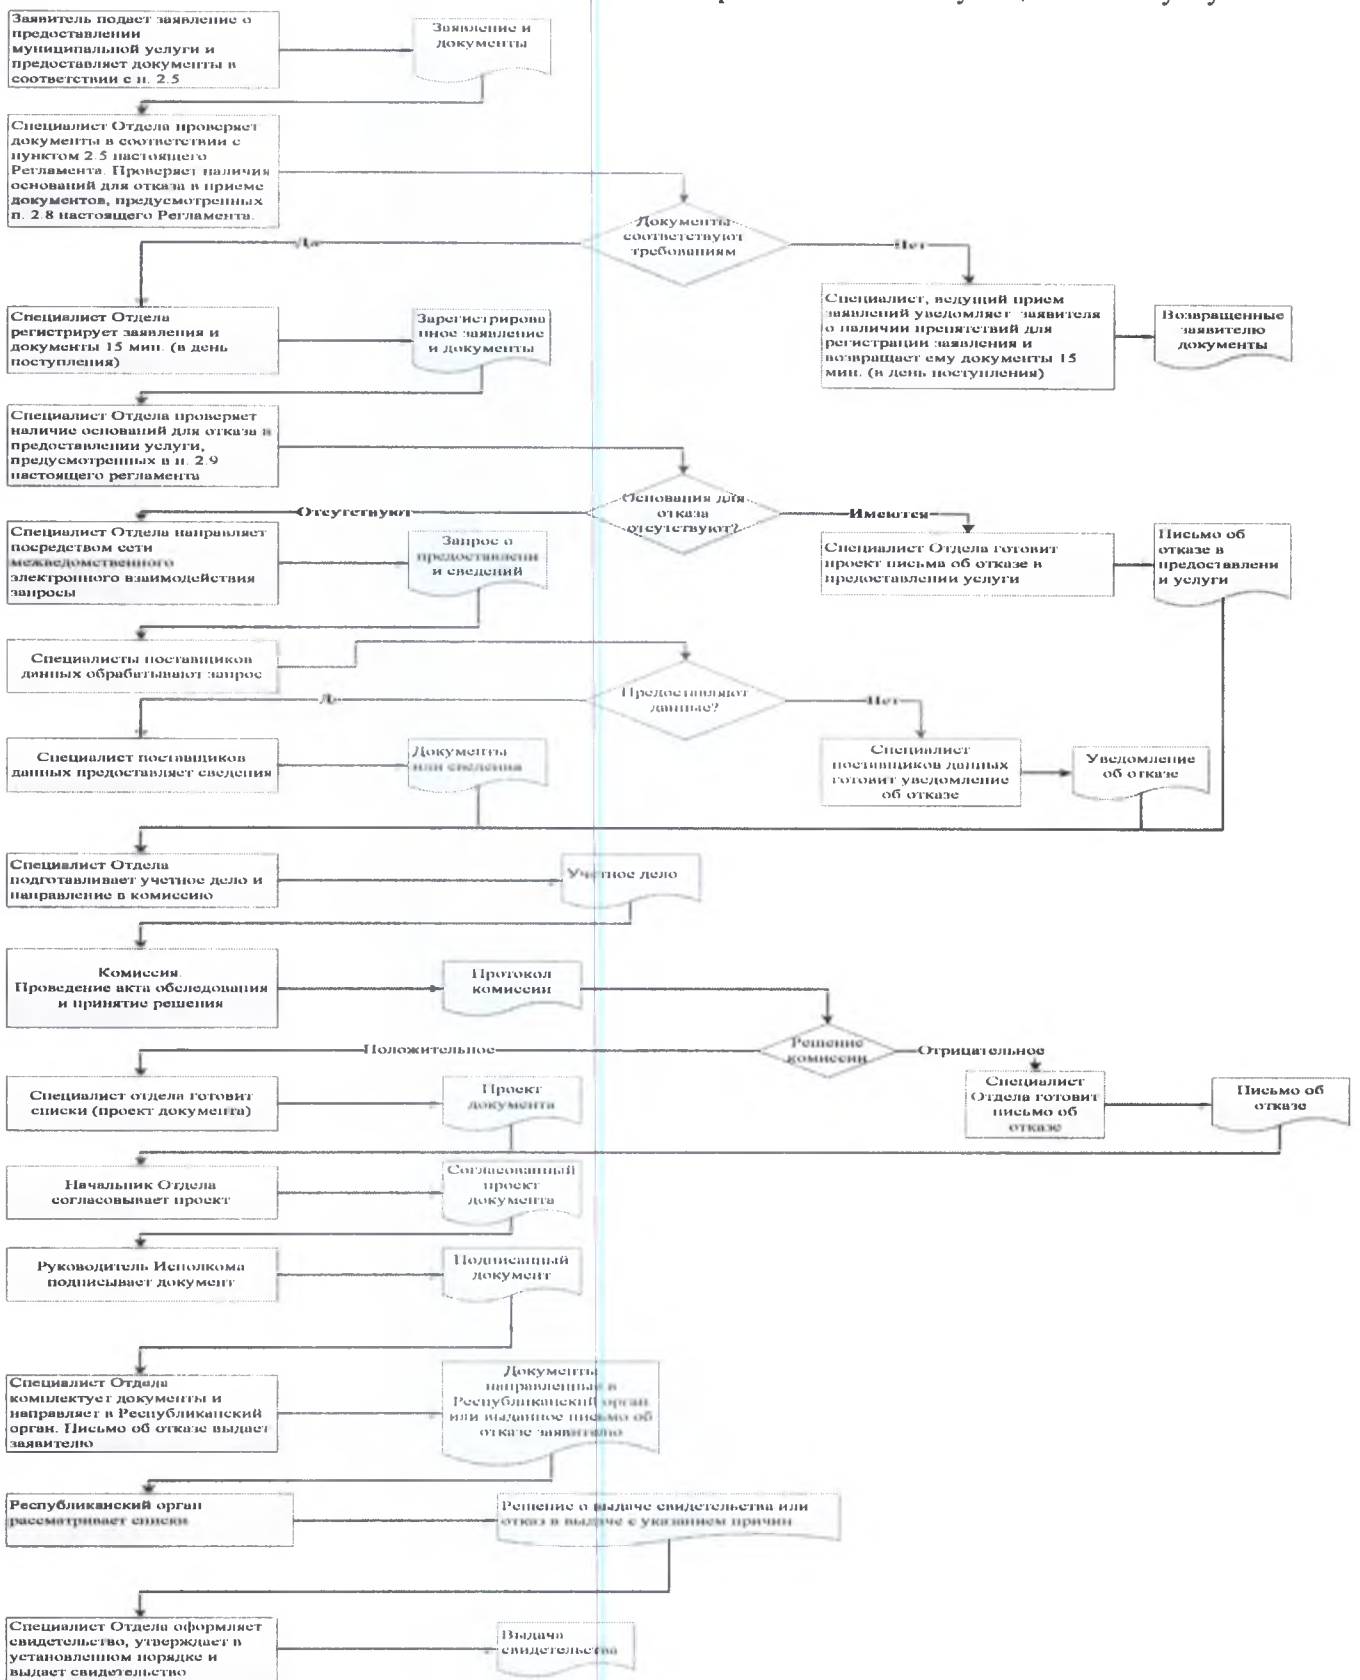 Заявитель подает заявление о
предоставлении
муниципальной услуги и
предоставляет документы в
соответствии с п. 2.5
Заявление и
документы
Специалист Отдела проверяет
документы в соответствии с
пунктом 2.5 настоящего
Регламента. Проверяет наличия
оснований для отказа в приеме
документов, предусмотренных
п. 2.8 настоящего Регламента.
Документы
соответствуют
требованиям
Да
Нет
Специалист Отдела
регистрирует заявления и
документы 15 мин. (в день
поступления)
Зарегистрирова
нное заявление
и документы
Специалист, ведущий прием
заявлений уведомляет заявителя
о наличии препятствий для
регистрации заявления и
возвращает ему документы 15
мин. (в день поступления)
Возвращенные
заявителю
документы
Специалист Отдела проверяет
наличие оснований для отказа в
предоставлении услуги,
предусмотренных в п. 2.9
настоящего регламента
Основания для
отказа
отсутствуют?
Отсутствуют
Имеются
Специалист Отдела направляет
посредством сети
межведомственного
электронного взаимодействия
запросы
Запрос о
предоставлени
и сведений
Специалист Отдела готовит
проект письма об отказе в
предоставлении услуги
Письмо об
отказе в
предоставлени
и услуги
Специалисты поставщиков
данных обрабатывают запрос
Предоставляют
данные?
Нет
Специалист поставщиков
данных предоставляет сведения
Документы
или сведения
Специалист
поставщиков данных
готовит уведомление
об отказе
Уведомление
об отказе
Специалист Отдела
подготавливает учетное дело и
направление в комиссию
Учетное дело
Комиссия.
Проведение акта обследования
и принятие решения
Протокол
комиссии
Решение
комиссии
Положительное
Отрицательное
Специалист отдела готовит
списки (проект документа)
Проект
документа
Специалист
Отдела готовит
письмо об
отказе
Письмо об
отказе
Начальник Отдела
согласовывает проект
Согласованный
проект
документа
Руководитель Исполкома
подписывает документ
Подписанный
документ
Специалист Отдела
комплектует документы и
направляет в Республиканский
орган. Письмо об отказе выдает
заявителю
Документы
направленные в
Республиканский орган
или выданное письмо об
отказе заявителю
Республиканский орган
рассматривает списки
Решение о выдаче свидетельства или
отказ в выдаче с указанием причин
Специалист Отдела оформляет
свидетельство, утверждает в
установленном порядке и
выдает свидетельство
Выдача
свидетельства